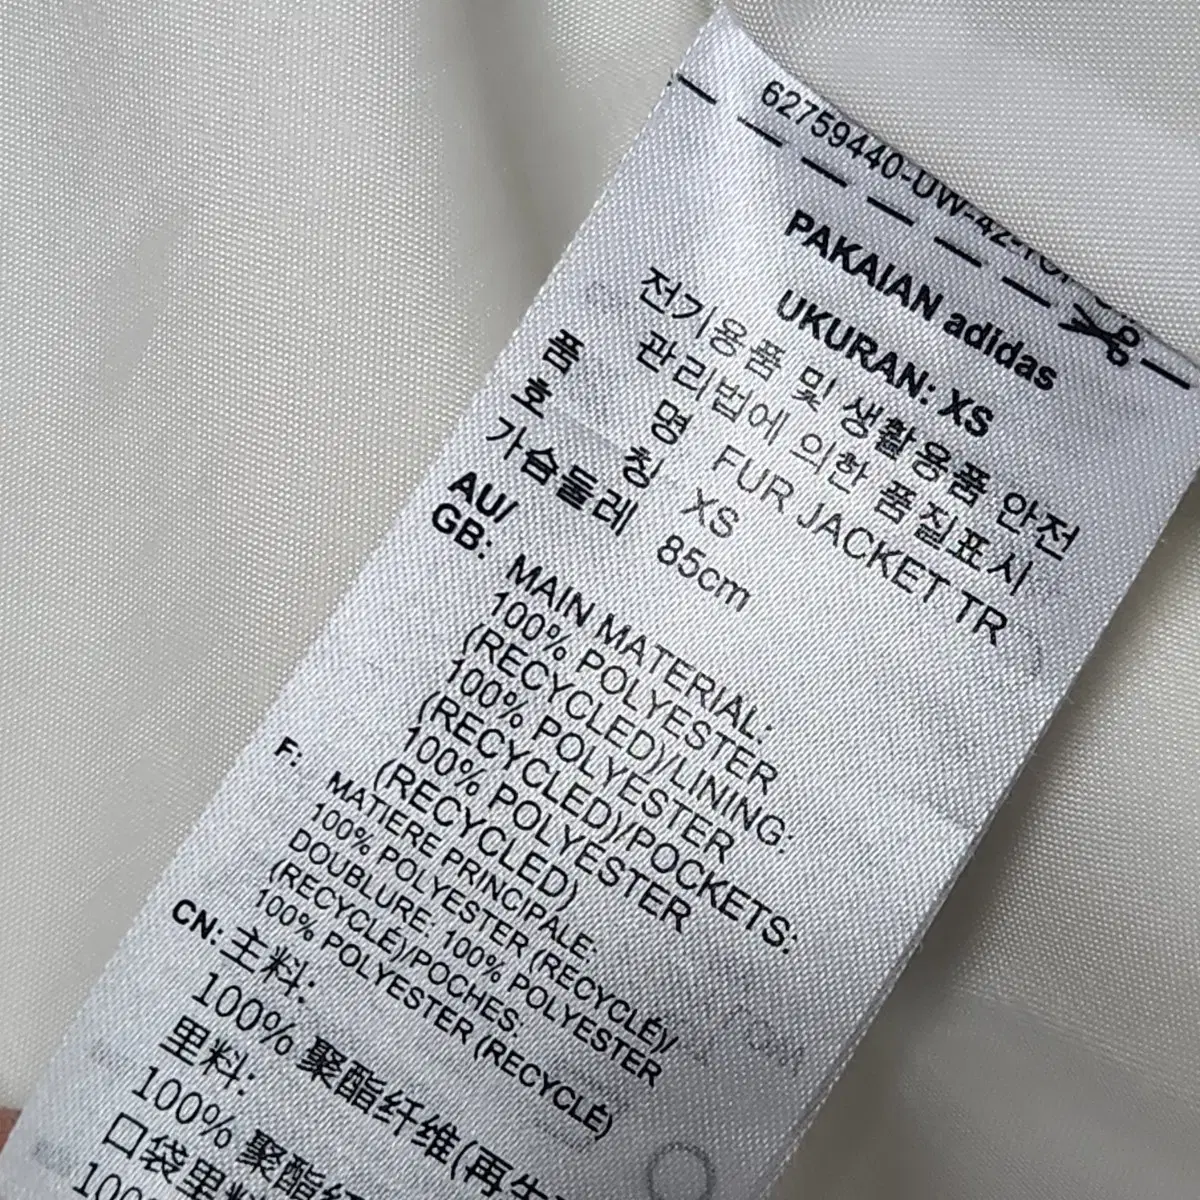 62759440-UW-42-TOP
PAKAIAN adidas
UKURAN: XS
전기용품 및 생활용품 안전
관리법에 의한 품질표시
품 명 FUR JACKET TR
호 칭 XS
가슴둘레 85cm
AU/
GB: MAIN MATERIAL:
100% POLYESTER
(RECYCLED)/LINING:
100% POLYESTER
(RECYCLED)/POCKETS:
100% POLYESTER
(RECYCLED)
F: MATIERE PRINCIPALE:
100% POLYESTER (RECYCLÉ)/
DOUBLURE: 100% POLYESTER
(RECYCLÉ)/POCHES:
100% POLYESTER (RECYCLÉ)
CN: 主料:
100% 聚酯纤维(再生
里料:
100% 聚酯纤
口袋里料
100%